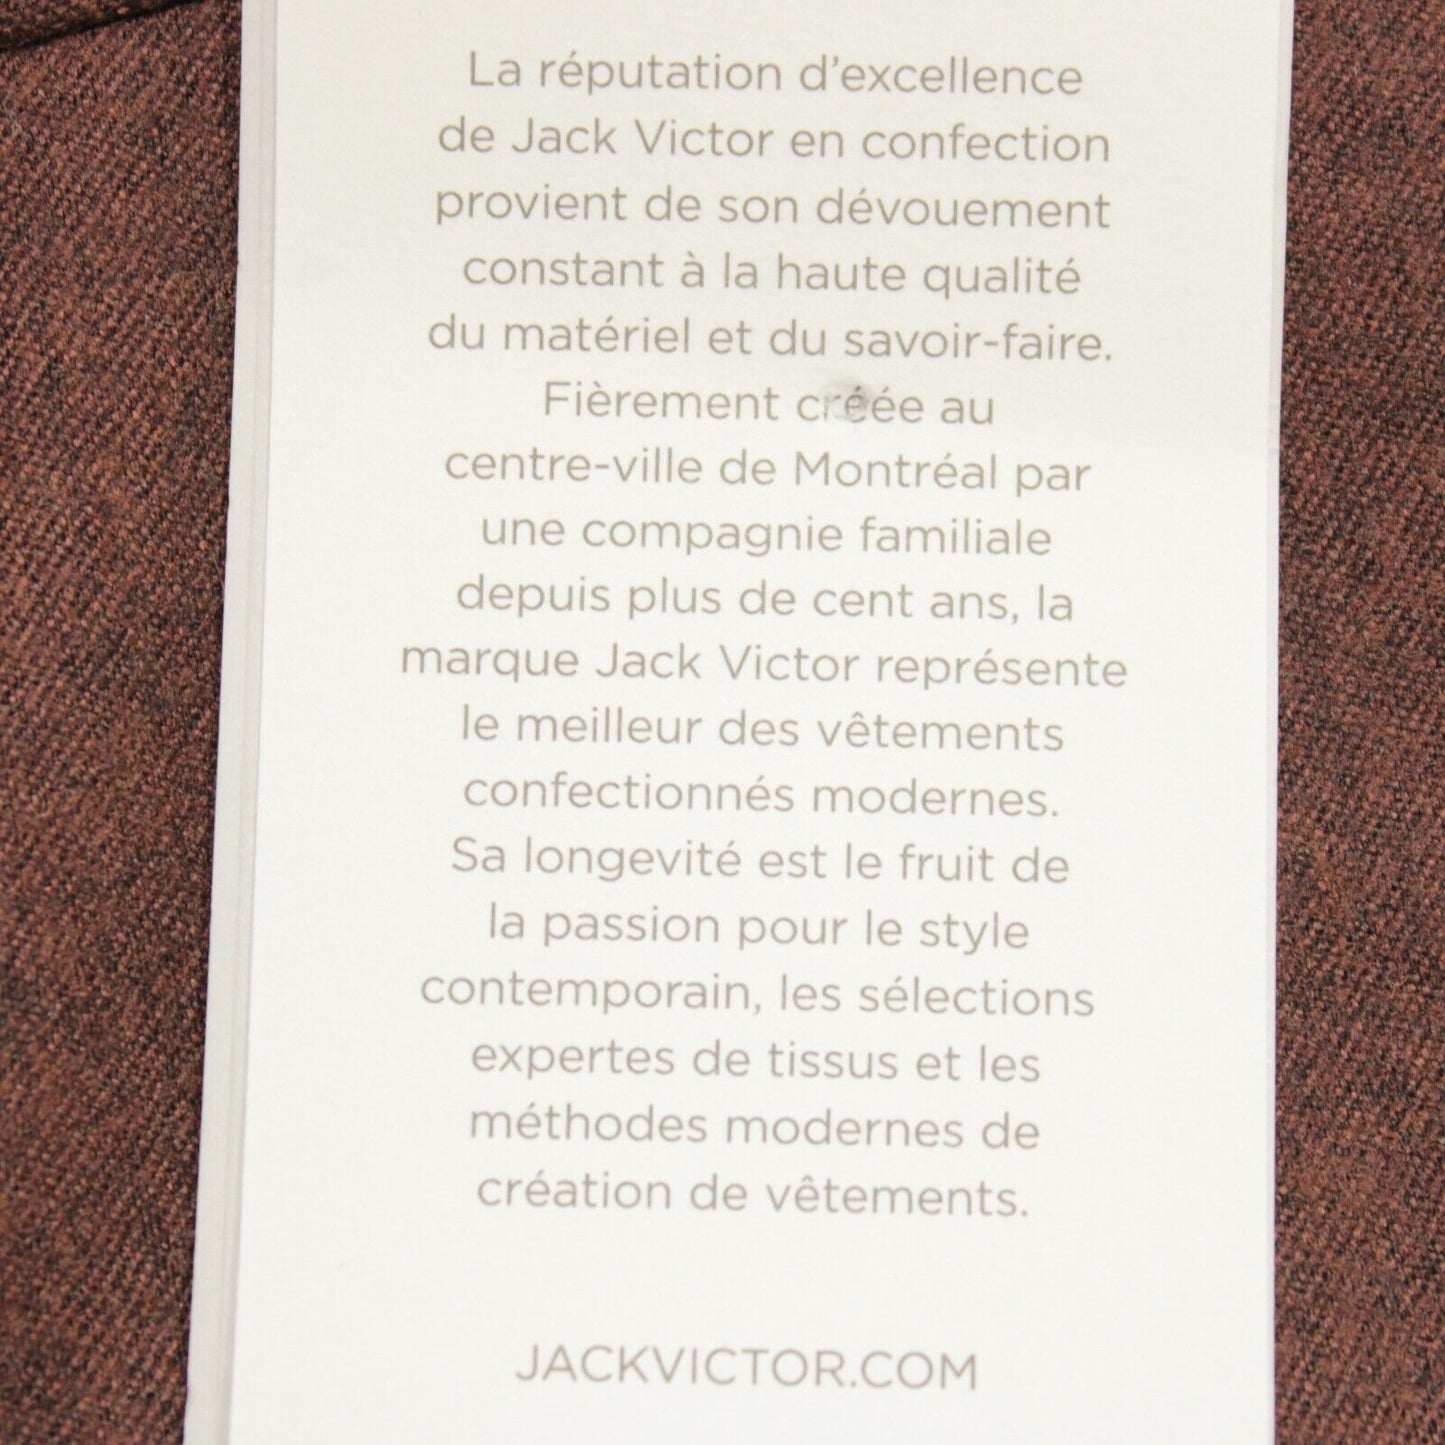 La réputation d’excellence
de Jack Victor en confection
provient de son dévouement
constant à la haute qualité
du matériel et du savoir-faire.
Fièrement créée au
centre-ville de Montréal par
une compagnie familiale
depuis plus de cent ans, la
marque Jack Victor représente
le meilleur des vêtements
confectionnés modernes.
Sa longevité est le fruit de
la passion pour le style
contemporain, les sélections
expertes de tissus et les
méthodes modernes de
création de vêtements.
JACKVICTOR.COM